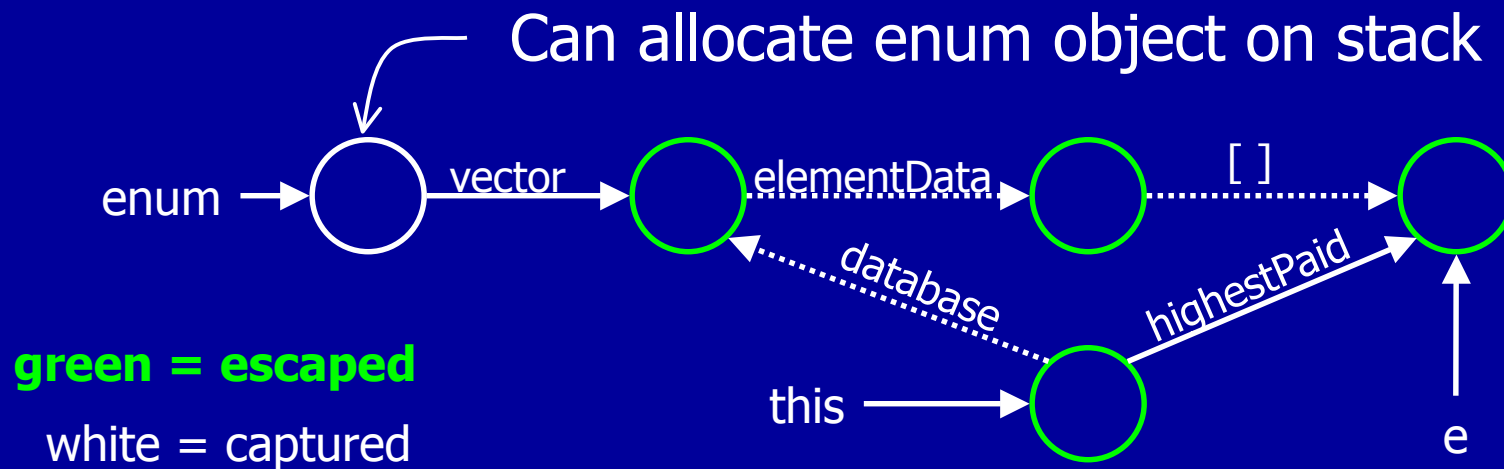 Can allocate enum object on stack
enum
vector
elementData
[ ]
database
highestPaid
green = escaped
this
white = captured
e